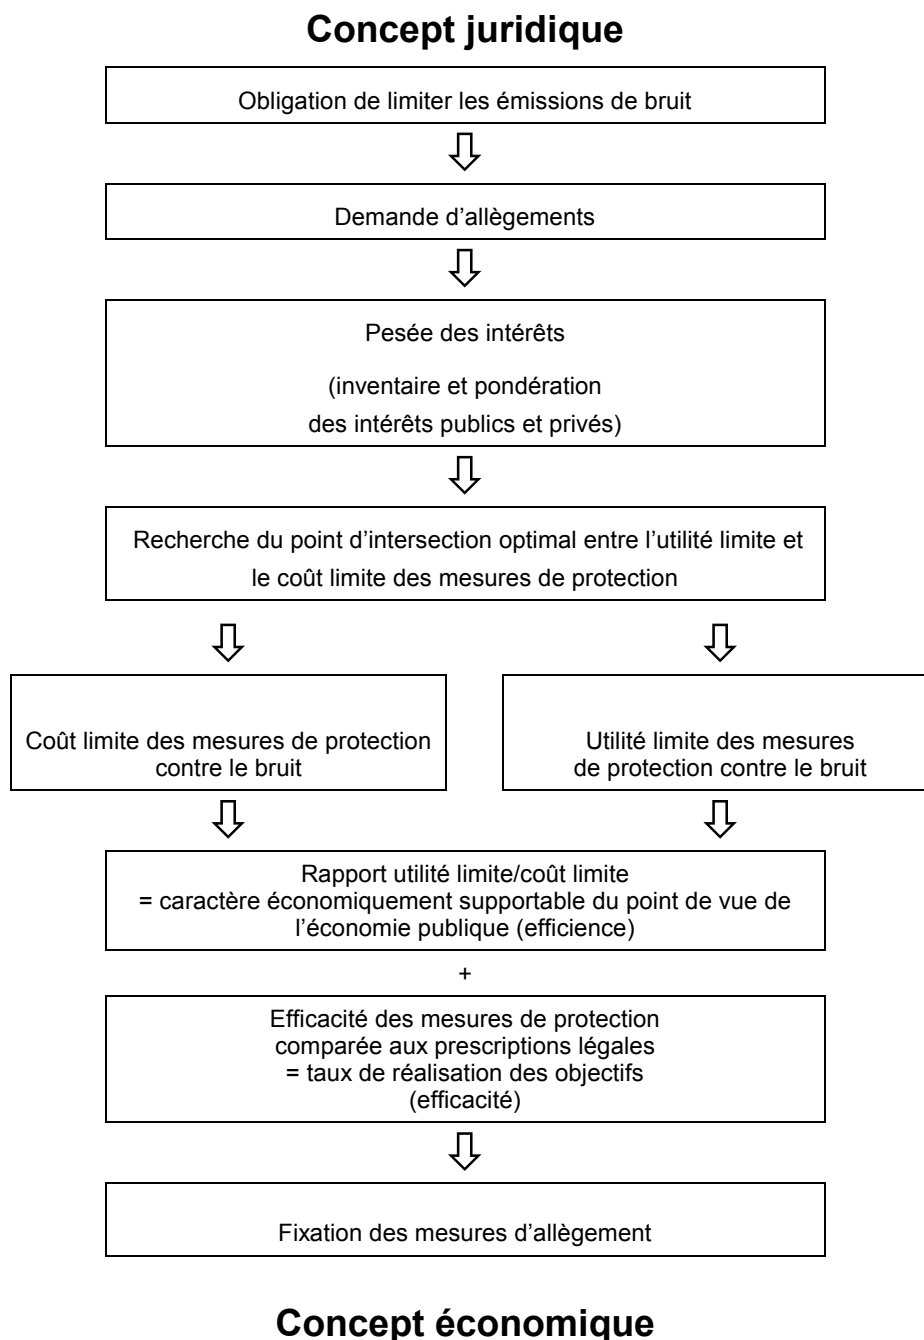 Concept juridique
Obligation de limiter les émissions de bruit
Demande d’allègements
Pesée des intérêts
(inventaire et pondération
des intérêts publics et privés)
Recherche du point d’intersection optimal entre l’utilité limite et
le coût limite des mesures de protection
Coût limite des mesures de protection
contre le bruit
Utilité limite des mesures
de protection contre le bruit
Rapport utilité limite/coût limite
= caractère économiquement supportable du point de vue de
l’économie publique (efficience)
+
Efficacité des mesures de protection
comparée aux prescriptions légales
= taux de réalisation des objectifs
(efficacité)
Fixation des mesures d’allègement
Concept économique